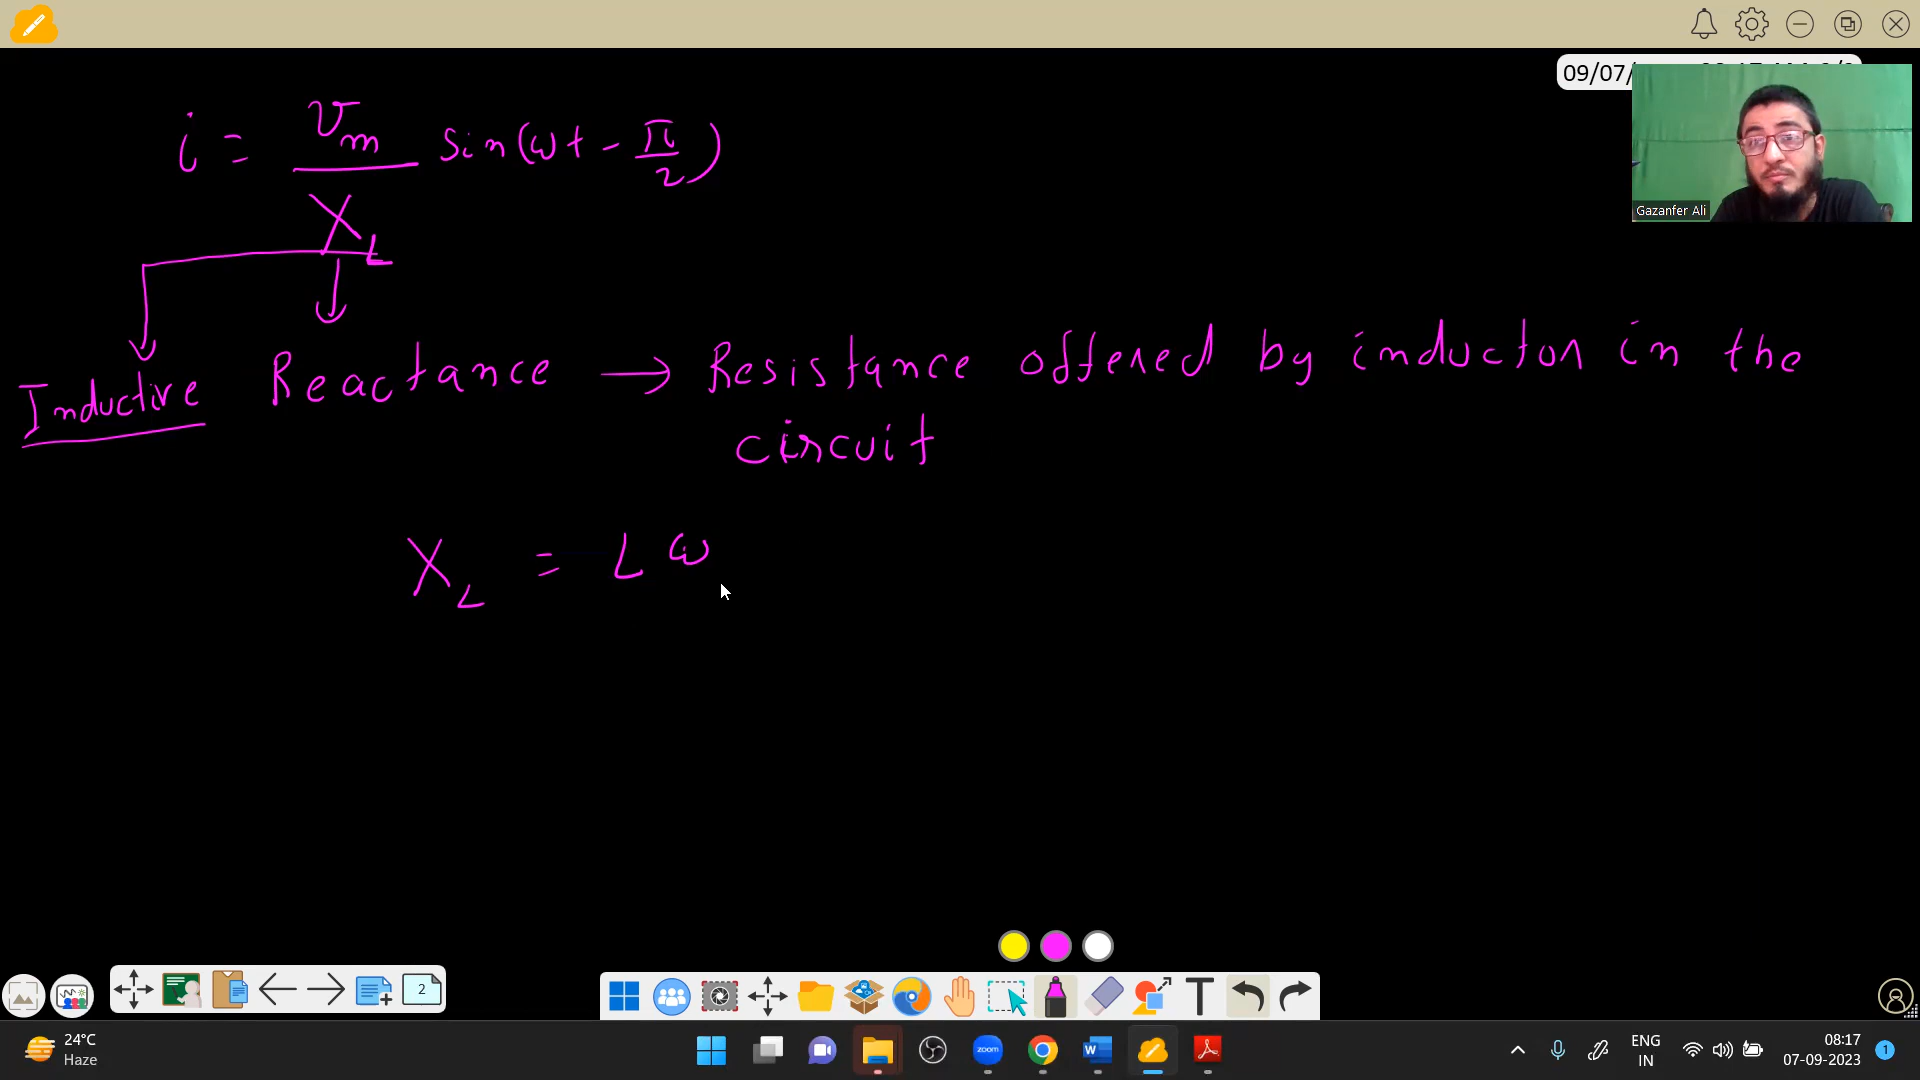 09/07/
i = Vm / XL sin(ωt - π/2)
Gazanfer Ali
Inductive Reactance → Resistance offered by inductor in the
circuit
XL = Lω
2
24°C
Haze
zoom
W
ENG
IN
08:17
07-09-2023
1